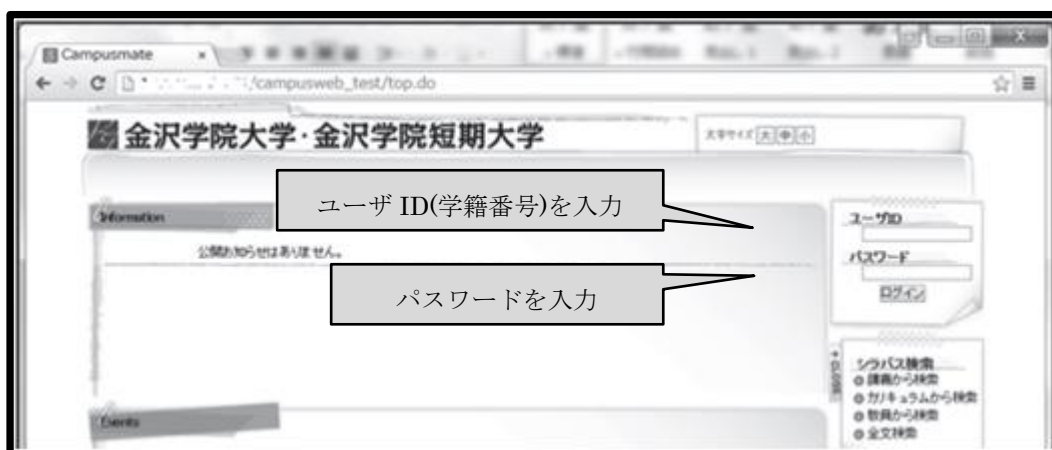 Campusmate
/campusweb_test/top.do
金沢学院大学・金沢学院短期大学
文字サイズ 大 中 小
Information
ユーザ ID(学籍番号)を入力
ユーザID
公開お知らせはありません。
パスワード
パスワードを入力
ログイン
+ CLOSE
シラバス検索
講義から検索
カリキュラムから検索
教員から検索
全文検索
Events